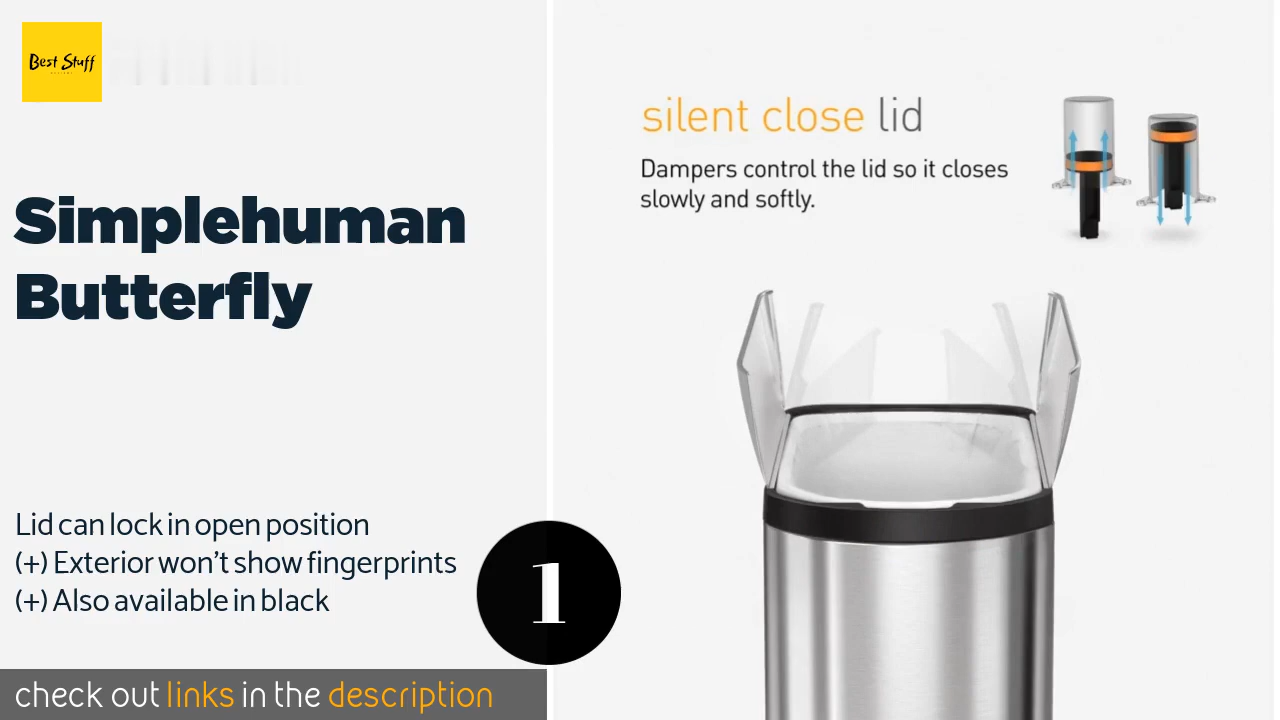 Best Stuff
Simplehuman
Butterfly
Lid can lock in open position
(+) Exterior won't show fingerprints
(+) Also available in black
1
check out links in the description
silent close lid
Dampers control the lid so it closes
slowly and softly.